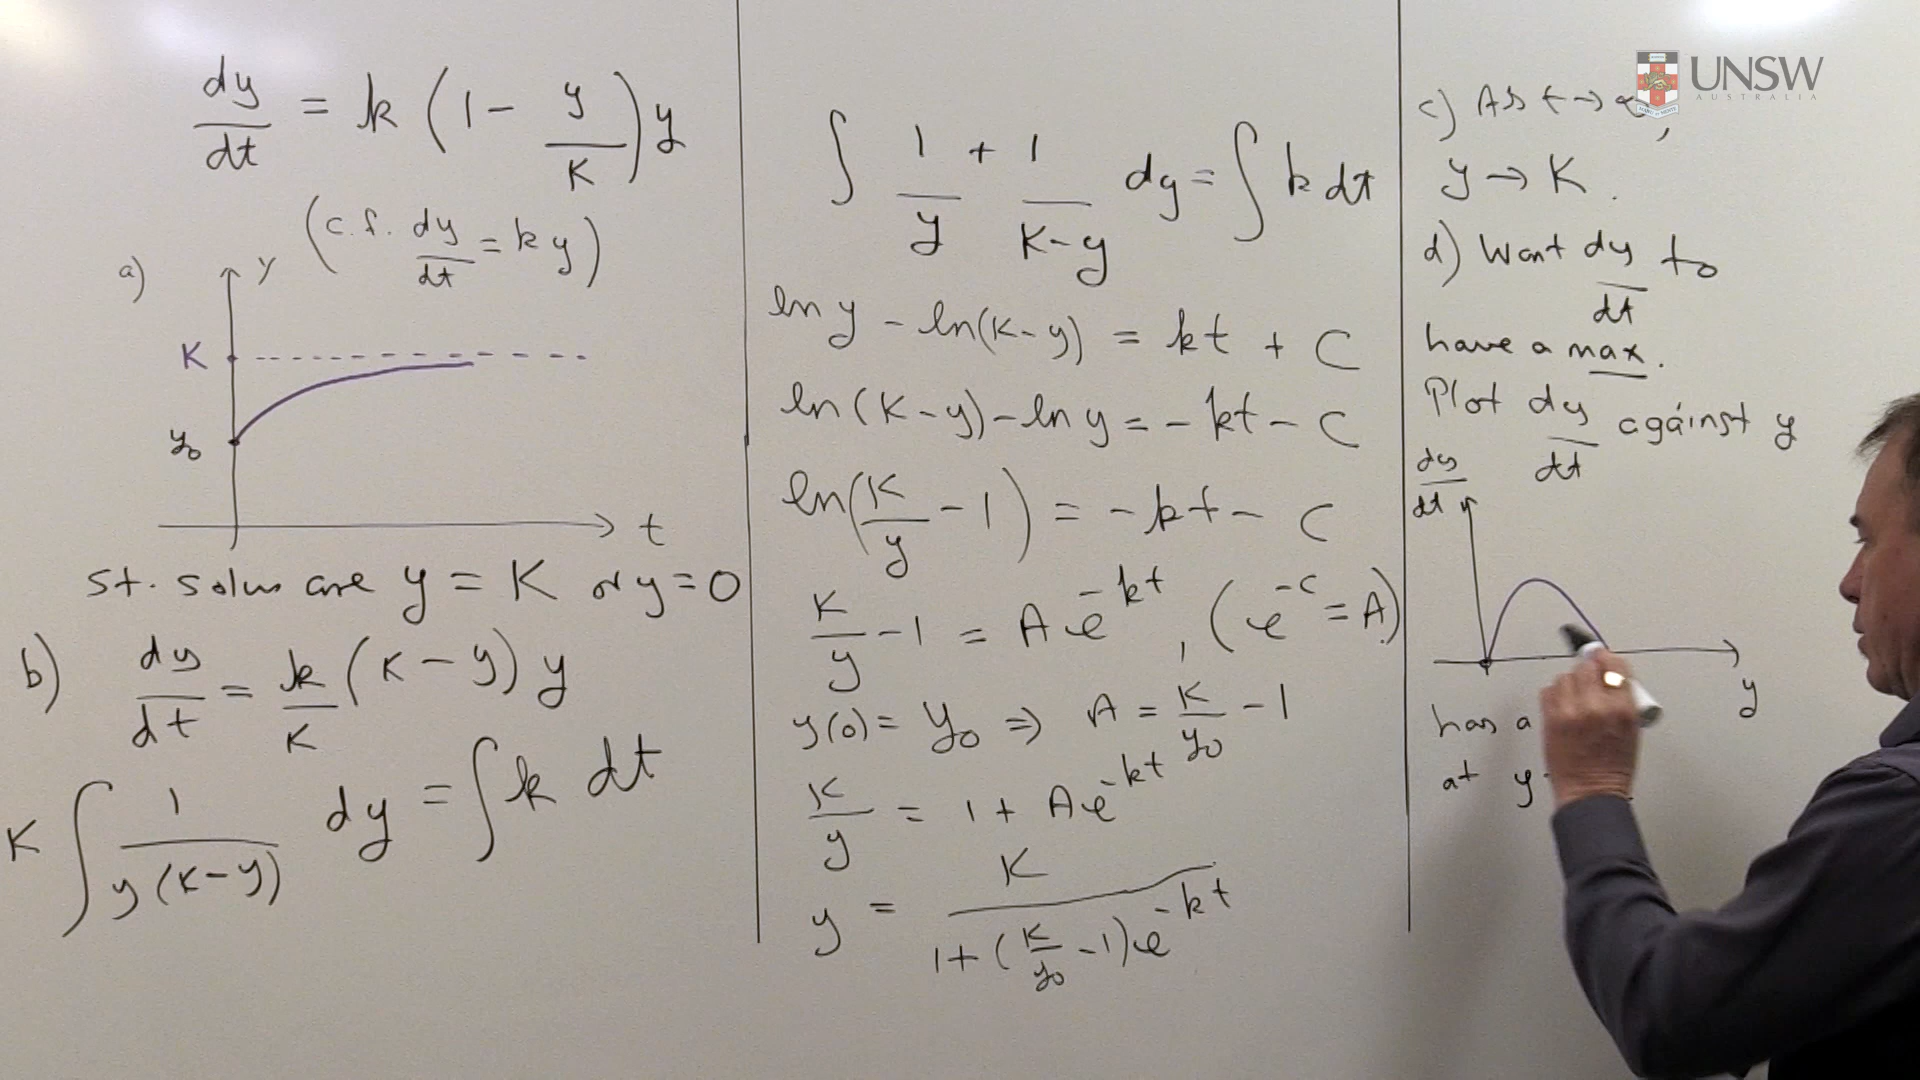 dy/dt = k (1 - y/K) y
(c.f. dy/dt = ky)
a)
y
K
y₀
t
st. solns are y = K or y = 0
b) dy/dt = k/K (K - y) y
K ∫ 1/(y(K-y)) dy = ∫ k dt
∫ 1/y + 1/(K-y) dy = ∫ k dt
ln y - ln(K-y) = kt + C
ln(K-y) - ln y = -kt - C
ln(K/y - 1) = -kt - C
K/y - 1 = A e^(-kt), (e^(-C) = A)
y(0) = y₀ ⇒ A = K/y₀ - 1
K/y = 1 + Ae^(-kt)
y = K/(1 + (K/y₀ - 1)e^(-kt))
UNSW
AUSTRALIA
c) As t → ∞,
y → K.
d) Want dy/dt to
have a max.
Plot dy/dt against y
dy/dt
y
has a
at y